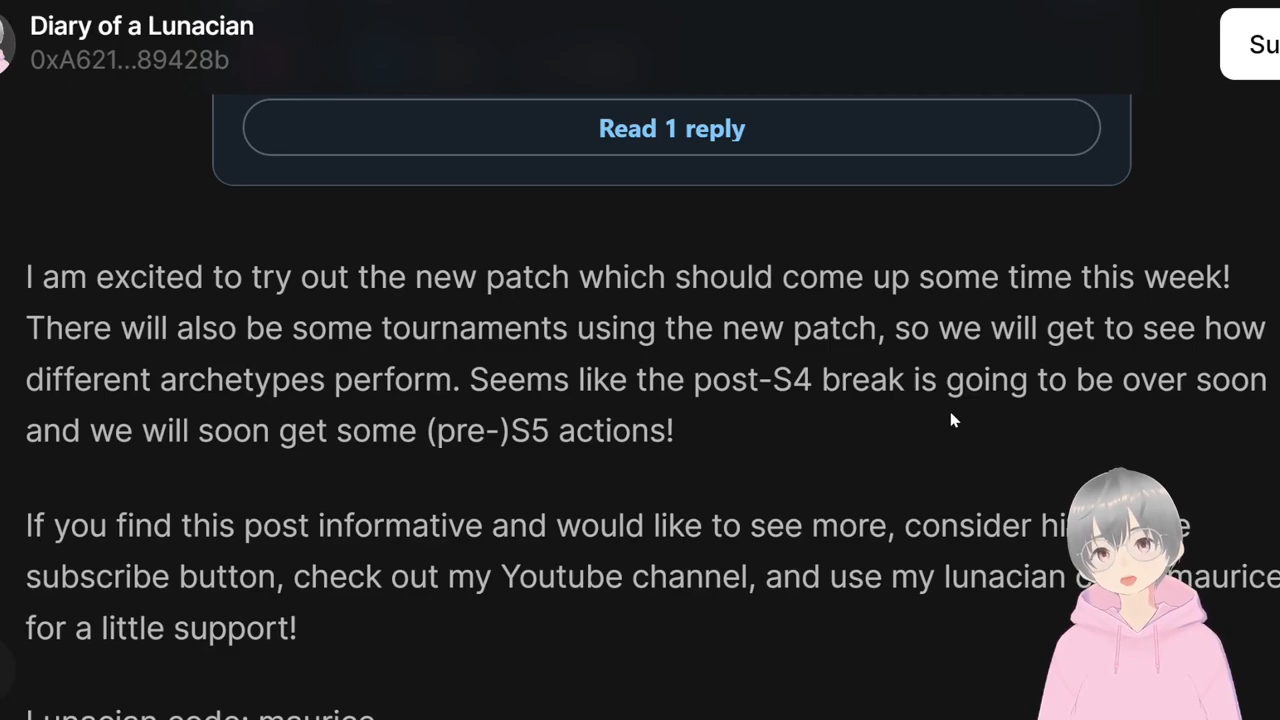 Diary of a Lunacian
0xA621...89428b
Su
Read 1 reply
I am excited to try out the new patch which should come up some time this week!
There will also be some tournaments using the new patch, so we will get to see how
different archetypes perform. Seems like the post-S4 break is going to be over soon
and we will soon get some (pre-)S5 actions!
If you find this post informative and would like to see more, consider
subscribe button, check out my Youtube channel, and use my lunacian maurice
for a little support!
Lunacian code: maurice